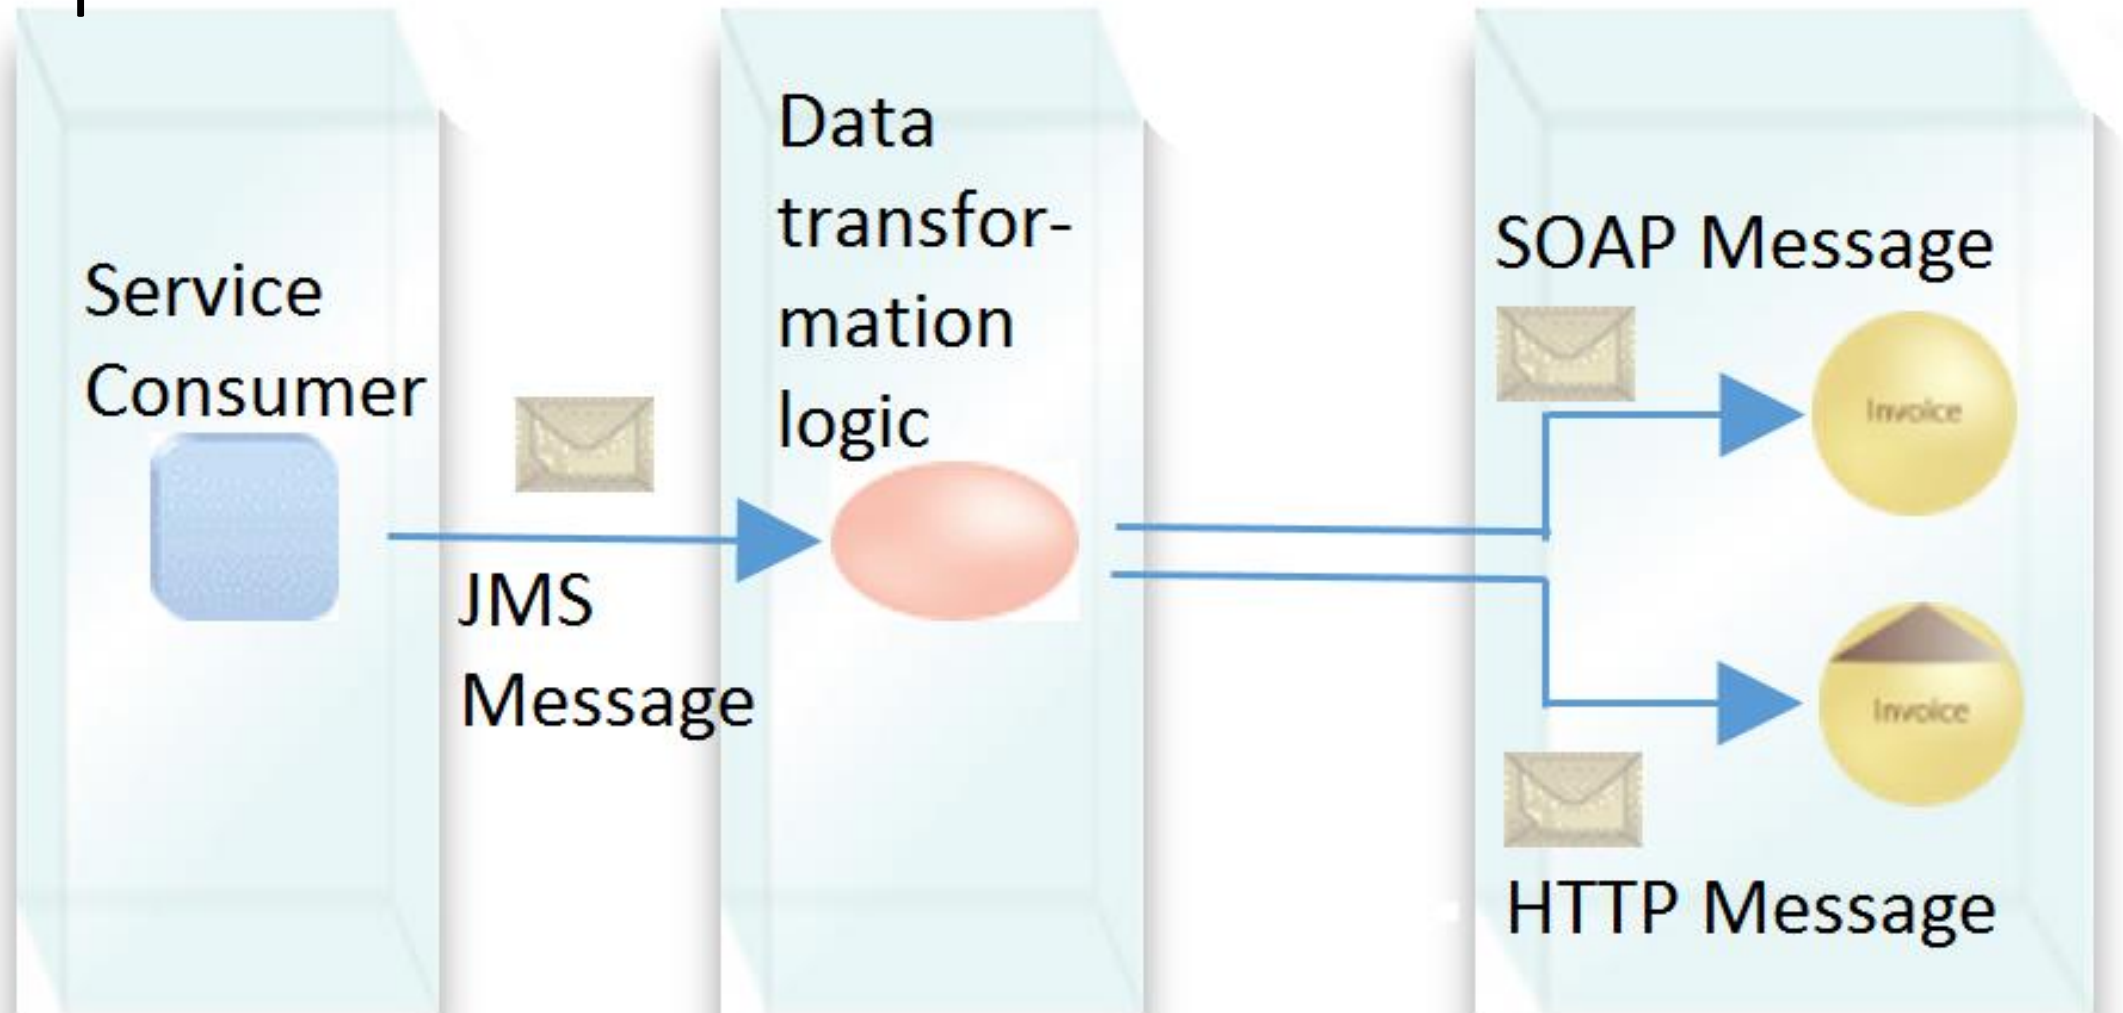 Service
Consumer
JMS
Message
Data
transfor-
mation
logic
SOAP Message
Invoice
Invoice
HTTP Message